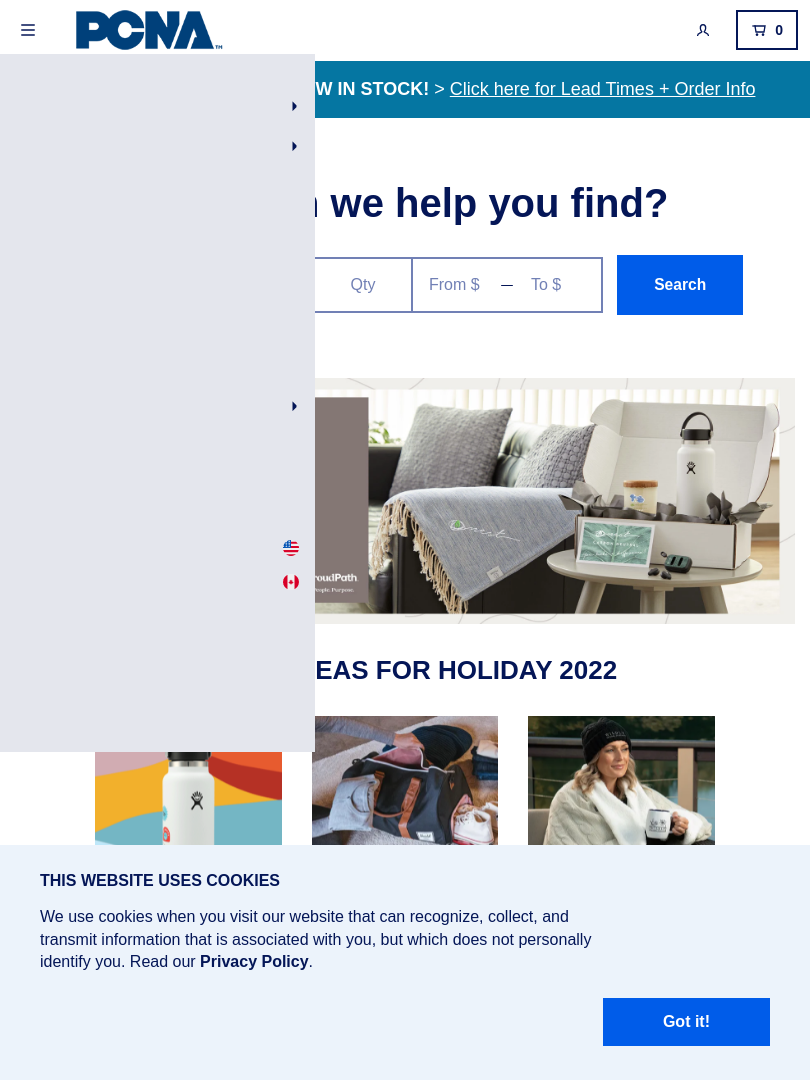 PCNA™
0
W IN STOCK! > Click here for Lead Times + Order Info
we help you find?
Qty
From $ — To $
Search
EAS FOR HOLIDAY 2022
THIS WEBSITE USES COOKIES
We use cookies when you visit our website that can recognize, collect, and
transmit information that is associated with you, but which does not personally
identify you. Read our Privacy Policy.
Got it!